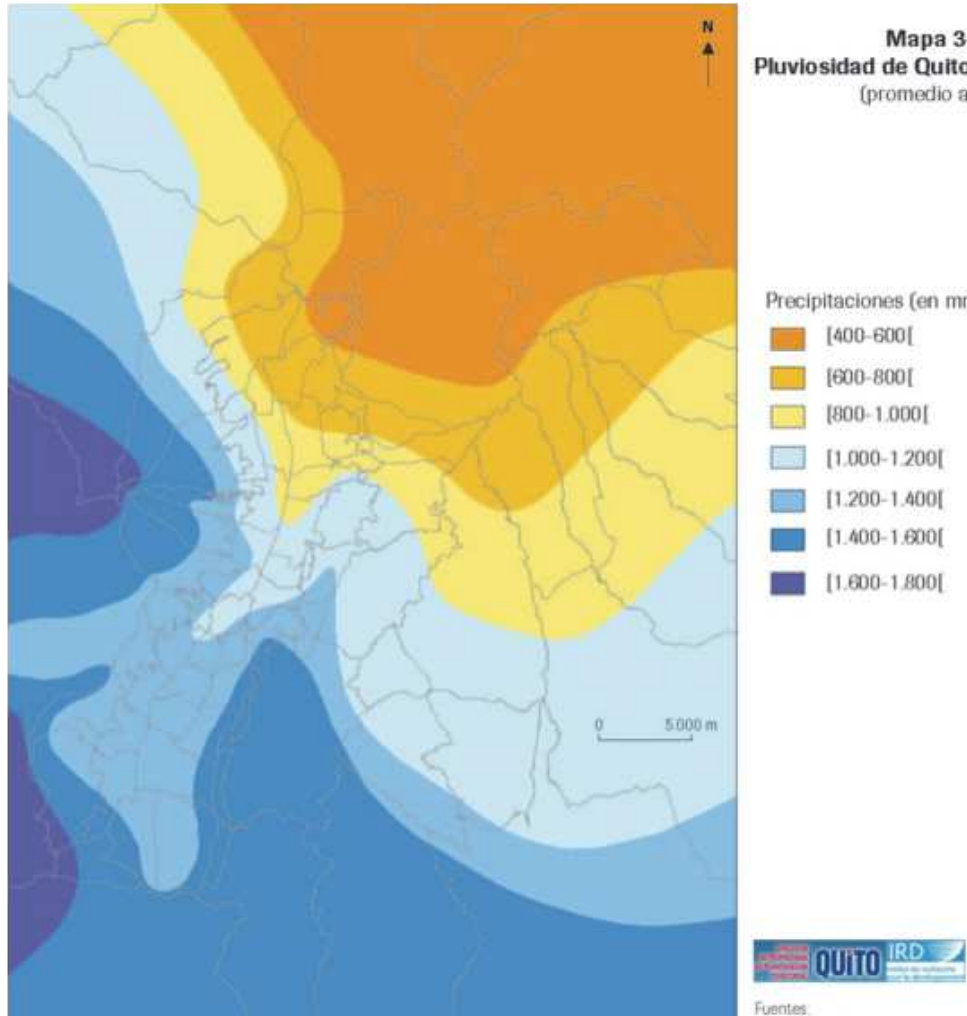 N
Mapa 3
Pluviosidad de Quito
(promedio a
Precipitaciones (en mm
[400-600[
[600-800[
[800-1.000[
[1.000-1.200[
[1.200-1.400[
[1.400-1.600[
[1.600-1.800[
0 5.000 m
QUITO IRD
Fuentes: